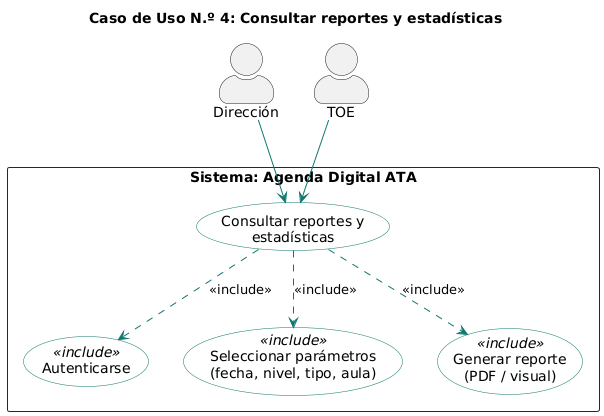 Caso de Uso N.º 4: Consultar reportes y estadísticas
Dirección
TOE
Sistema: Agenda Digital ATA
Consultar reportes y
estadísticas
«include»
«include»
«include»
«include»
Autenticarse
«include»
Seleccionar parámetros
(fecha, nivel, tipo, aula)
«include»
Generar reporte
(PDF / visual)